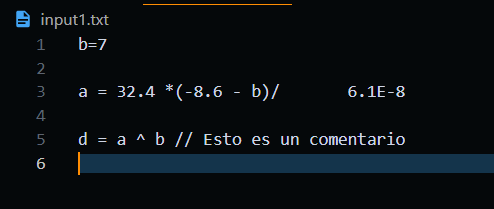 input1.txt
1 b=7
2
3 a = 32.4 *(-8.6 - b)/       6.1E-8
4
5 d = a ^ b // Esto es un comentario
6